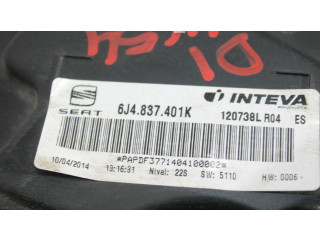 SEAT
6J4.837.401K
INTEVA
120738L R04 ES
*PAPDF3771404100002*
10/04/2014 13:16:31 Nivel: 22S SW: 5110 HW: 0006